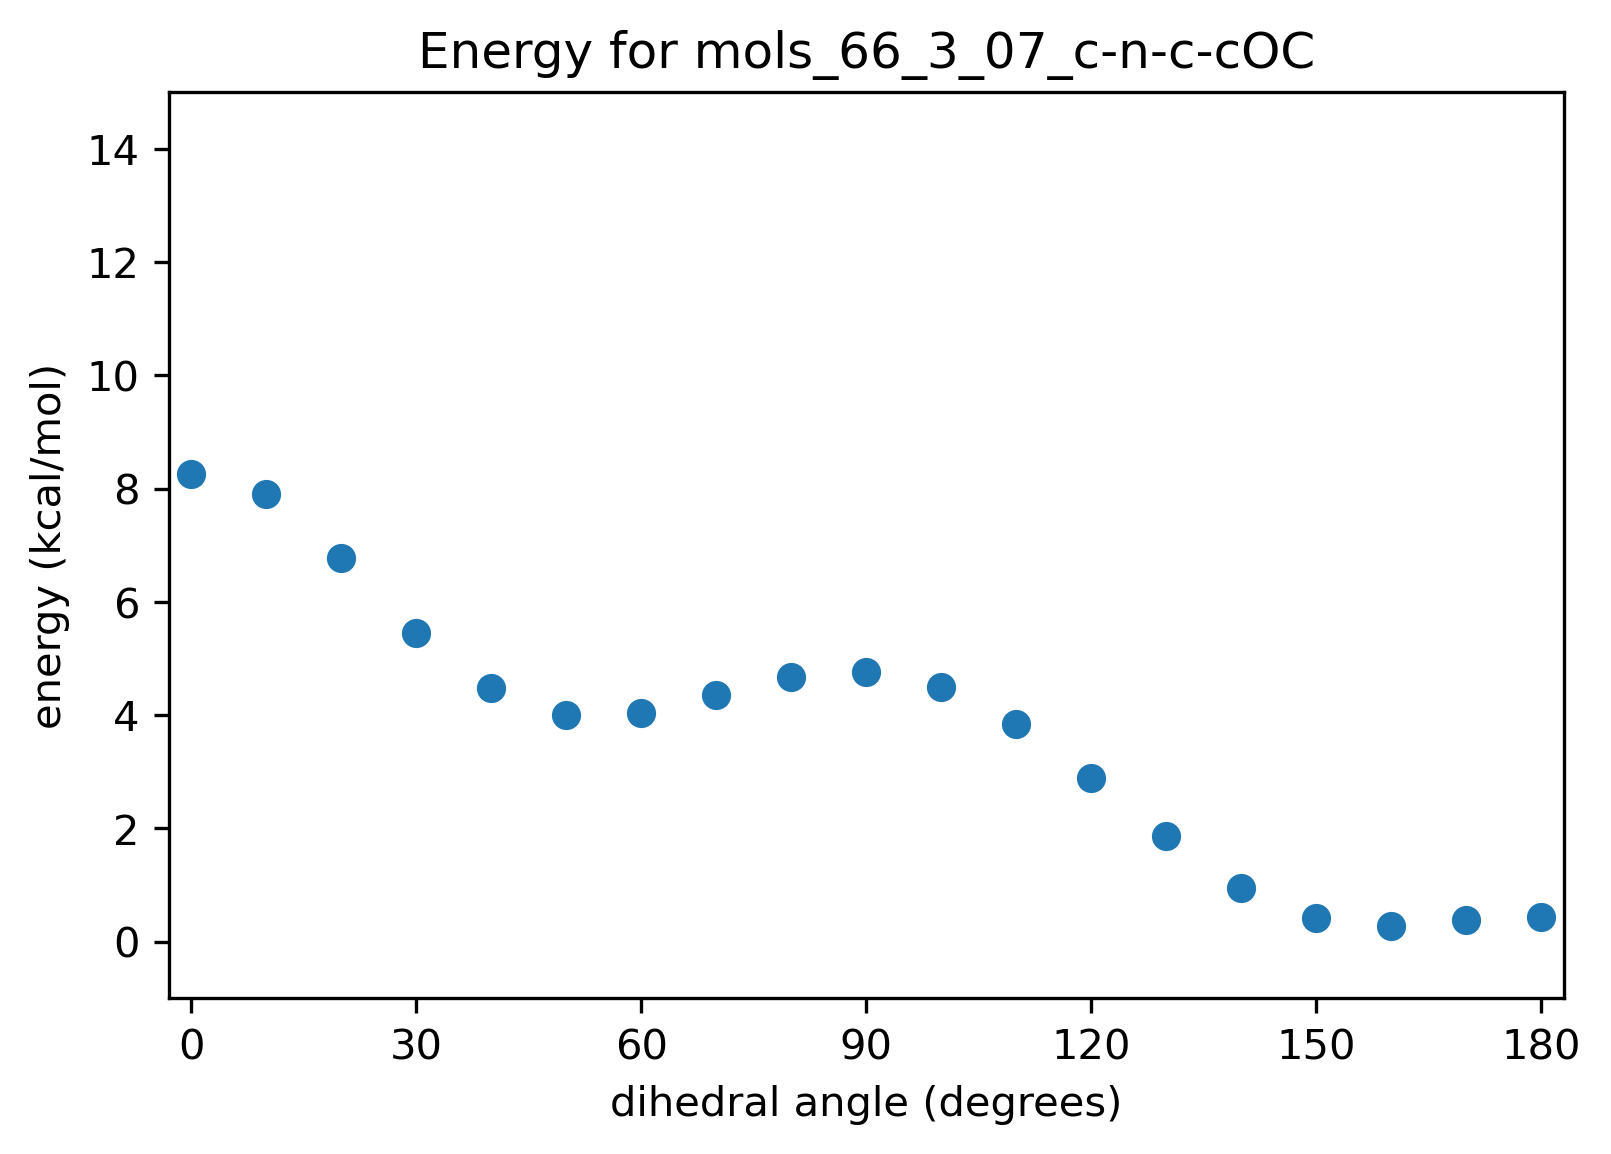 Energy for mols_66_3_07_c-n-c-cOC
14
12
10
8
6
4
2
0
energy (kcal/mol)
0 30 60 90 120 150 180
dihedral angle (degrees)